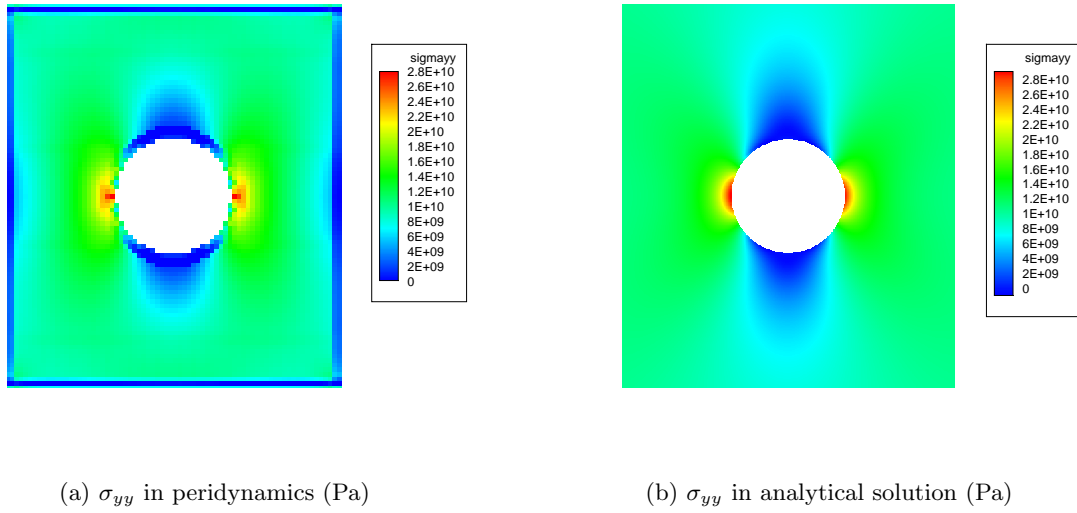 sigmayy
2.8E+10
2.6E+10
2.4E+10
2.2E+10
2E+10
1.8E+10
1.6E+10
1.4E+10
1.2E+10
1E+10
8E+09
6E+09
4E+09
2E+09
0
sigmayy
2.8E+10
2.6E+10
2.4E+10
2.2E+10
2E+10
1.8E+10
1.6E+10
1.4E+10
1.2E+10
1E+10
8E+09
6E+09
4E+09
2E+09
0
(a) σyy in peridynamics (Pa)
(b) σyy in analytical solution (Pa)